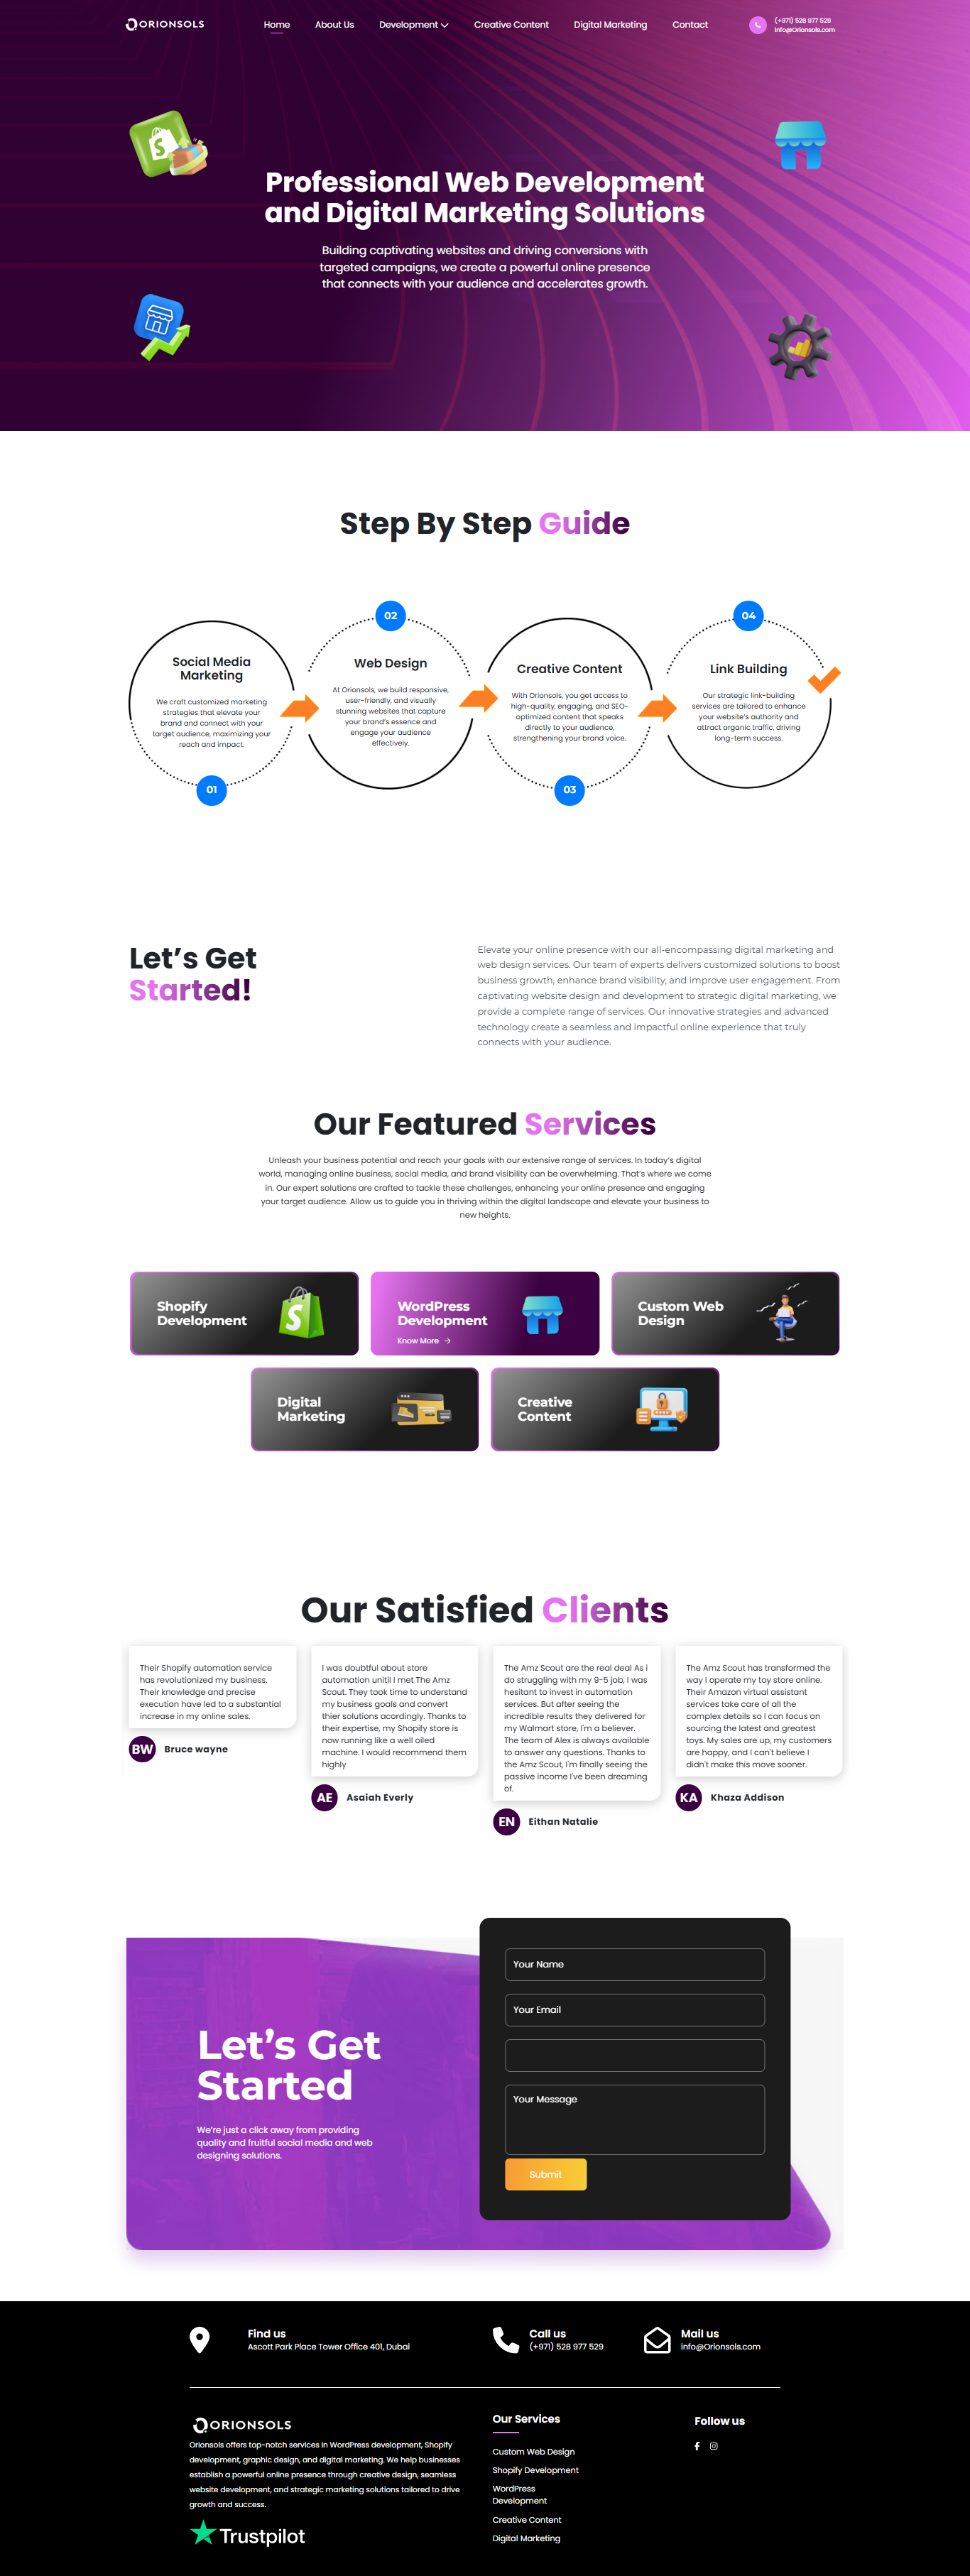 ORIONSOLS
Home
About Us
Development
Creative Content
Digital Marketing
Contact
(+971) 528 977 529
info@Orionsols.com
Professional Web Development
and Digital Marketing Solutions
Building captivating websites and driving conversions with
targeted campaigns, we create a powerful online presence
that connects with your audience and accelerates growth.
Step By Step Guide
Social Media
Marketing
We craft customized marketing
strategies that elevate your
brand and connect with your
target audience, maximizing your
reach and impact.
01
02
Web Design
At Orionsols, we build responsive,
user-friendly, and visually
stunning websites that capture
your brand's essence and
engage your audience
effectively.
Creative Content
With Orionsols, you get access to
high-quality, engaging, and SEO-
optimized content that speaks
directly to your audience,
strengthening your brand voice.
03
04
Link Building
Our strategic link-building
services are tailored to enhance
your website's authority and
attract organic traffic, driving
long-term success.
Let's Get
Started!
Elevate your online presence with our all-encompassing digital marketing and
web design services. Our team of experts delivers customized solutions to boost
business growth, enhance brand visibility, and improve user engagement. From
captivating website design and development to strategic digital marketing, we
provide a complete range of services. Our innovative strategies and advanced
technology create a seamless and impactful online experience that truly
connects with your audience.
Our Featured Services
Unleash your business potential and reach your goals with our extensive range of services. In today's digital
world, managing online business, social media, and brand visibility can be overwhelming. That's where we come
in. Our expert solutions are crafted to tackle these challenges, enhancing your online presence and engaging
your target audience. Allow us to guide you in thriving within the digital landscape and elevate your business to
new heights.
Shopify
Development
WordPress
Development
Know More →
Custom Web
Design
Digital
Marketing
Creative
Content
Our Satisfied Clients
Their Shopify automation service
has revolutionized my business.
Their knowledge and precise
execution have led to a substantial
increase in my online sales.
BW
Bruce wayne
I was doubtful about store
automation unitil I met The Amz
Scout. They took time to understand
my business goals and convert
thier solutions acordingly. Thanks to
their expertise, my Shopify store is
now running like a well oiled
machine. I would recommend them
highly
AE
Asaiah Everly
The Amz Scout are the real deal As i
do struggling with my 9-5 job, I was
hesitant to invest in automation
services. But after seeing the
incredible results they delivered for
my Walmart store, I'm a believer.
The team of Alex is always available
to answer any questions. Thanks to
the Amz Scout, I'm finally seeing the
passive income I've been dreaming
of.
EN
Eithan Natalie
The Amz Scout has transformed the
way I operate my toy store online.
Their Amazon virtual assistant
services take care of all the
complex details so I can focus on
sourcing the latest and greatest
toys. My sales are up, my customers
are happy, and I can't believe I
didn't make this move sooner.
KA
Khaza Addison
Let's Get
Started
We're just a click away from providing
quality and fruitful social media and web
designing solutions.
Your Name
Your Email
Your Message
Submit
Find us
Ascott Park Place Tower Office 401, Dubai
Call us
(+971) 528 977 529
Mail us
info@Orionsols.com
ORIONSOLS
Orionsols offers top-notch services in WordPress development, Shopify
development, graphic design, and digital marketing. We help businesses
establish a powerful online presence through creative design, seamless
website development, and strategic marketing solutions tailored to drive
growth and success.
Trustpilot
Our Services
Custom Web Design
Shopify Development
WordPress
Development
Creative Content
Digital Marketing
Follow us